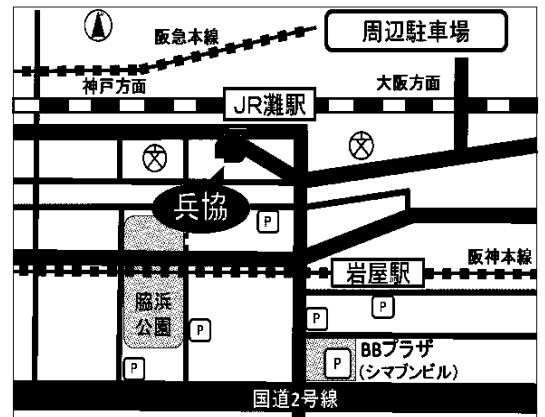 周辺駐車場
阪急本線
神戸方面
大阪方面
JR灘駅
文
文
兵協
P
阪神本線
岩屋駅
脇浜
公園
P
P
P
P
BBプラザ
(シマブンビル)
P
国道2号線